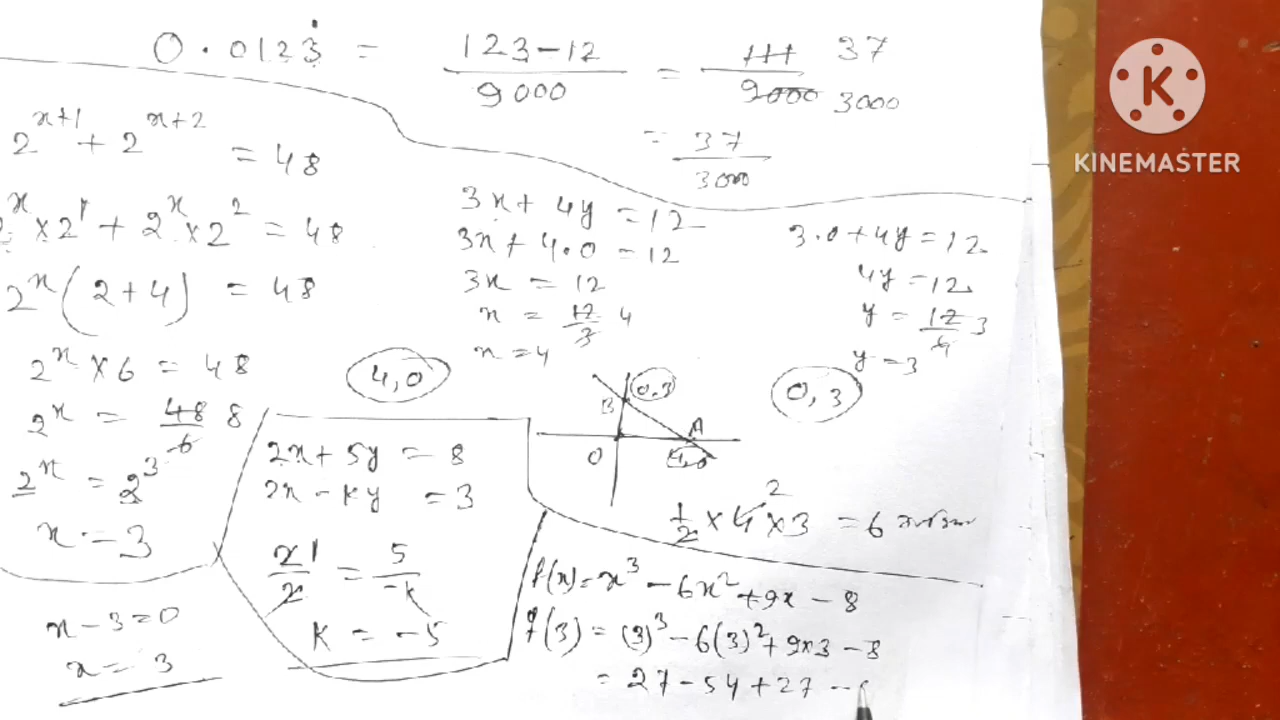 0.0123̇ = 123-12/9000 = 111/9000 37/3000
= 37/3000
2^(x+1) + 2^(x+2) = 48
2^x × 2^1 + 2^x × 2^2 = 48
2^x (2+4) = 48
2^x × 6 = 48
2^x = 48/6 8
2^x = 2^3
x = 3
x - 3 = 0
x = 3
3x + 4y = 12
3x + 4.0 = 12
3x = 12
x = 12/3 4
x = 4
4,0
3.0 + 4y = 12
4y = 12
y = 12/4 3
y = 3
0,3
B 0,3
O A
4,0
1/2 × 4 2 × 3 = 6
2x + 5y = 8
2x - ky = 3
2 1/2 = 5/-k
k = -5
f(x) = x^3 - 6x^2 + 9x - 8
f(3) = (3)^3 - 6(3)^2 + 9×3 - 8
= 27 - 54 + 27 -
KINEMASTER